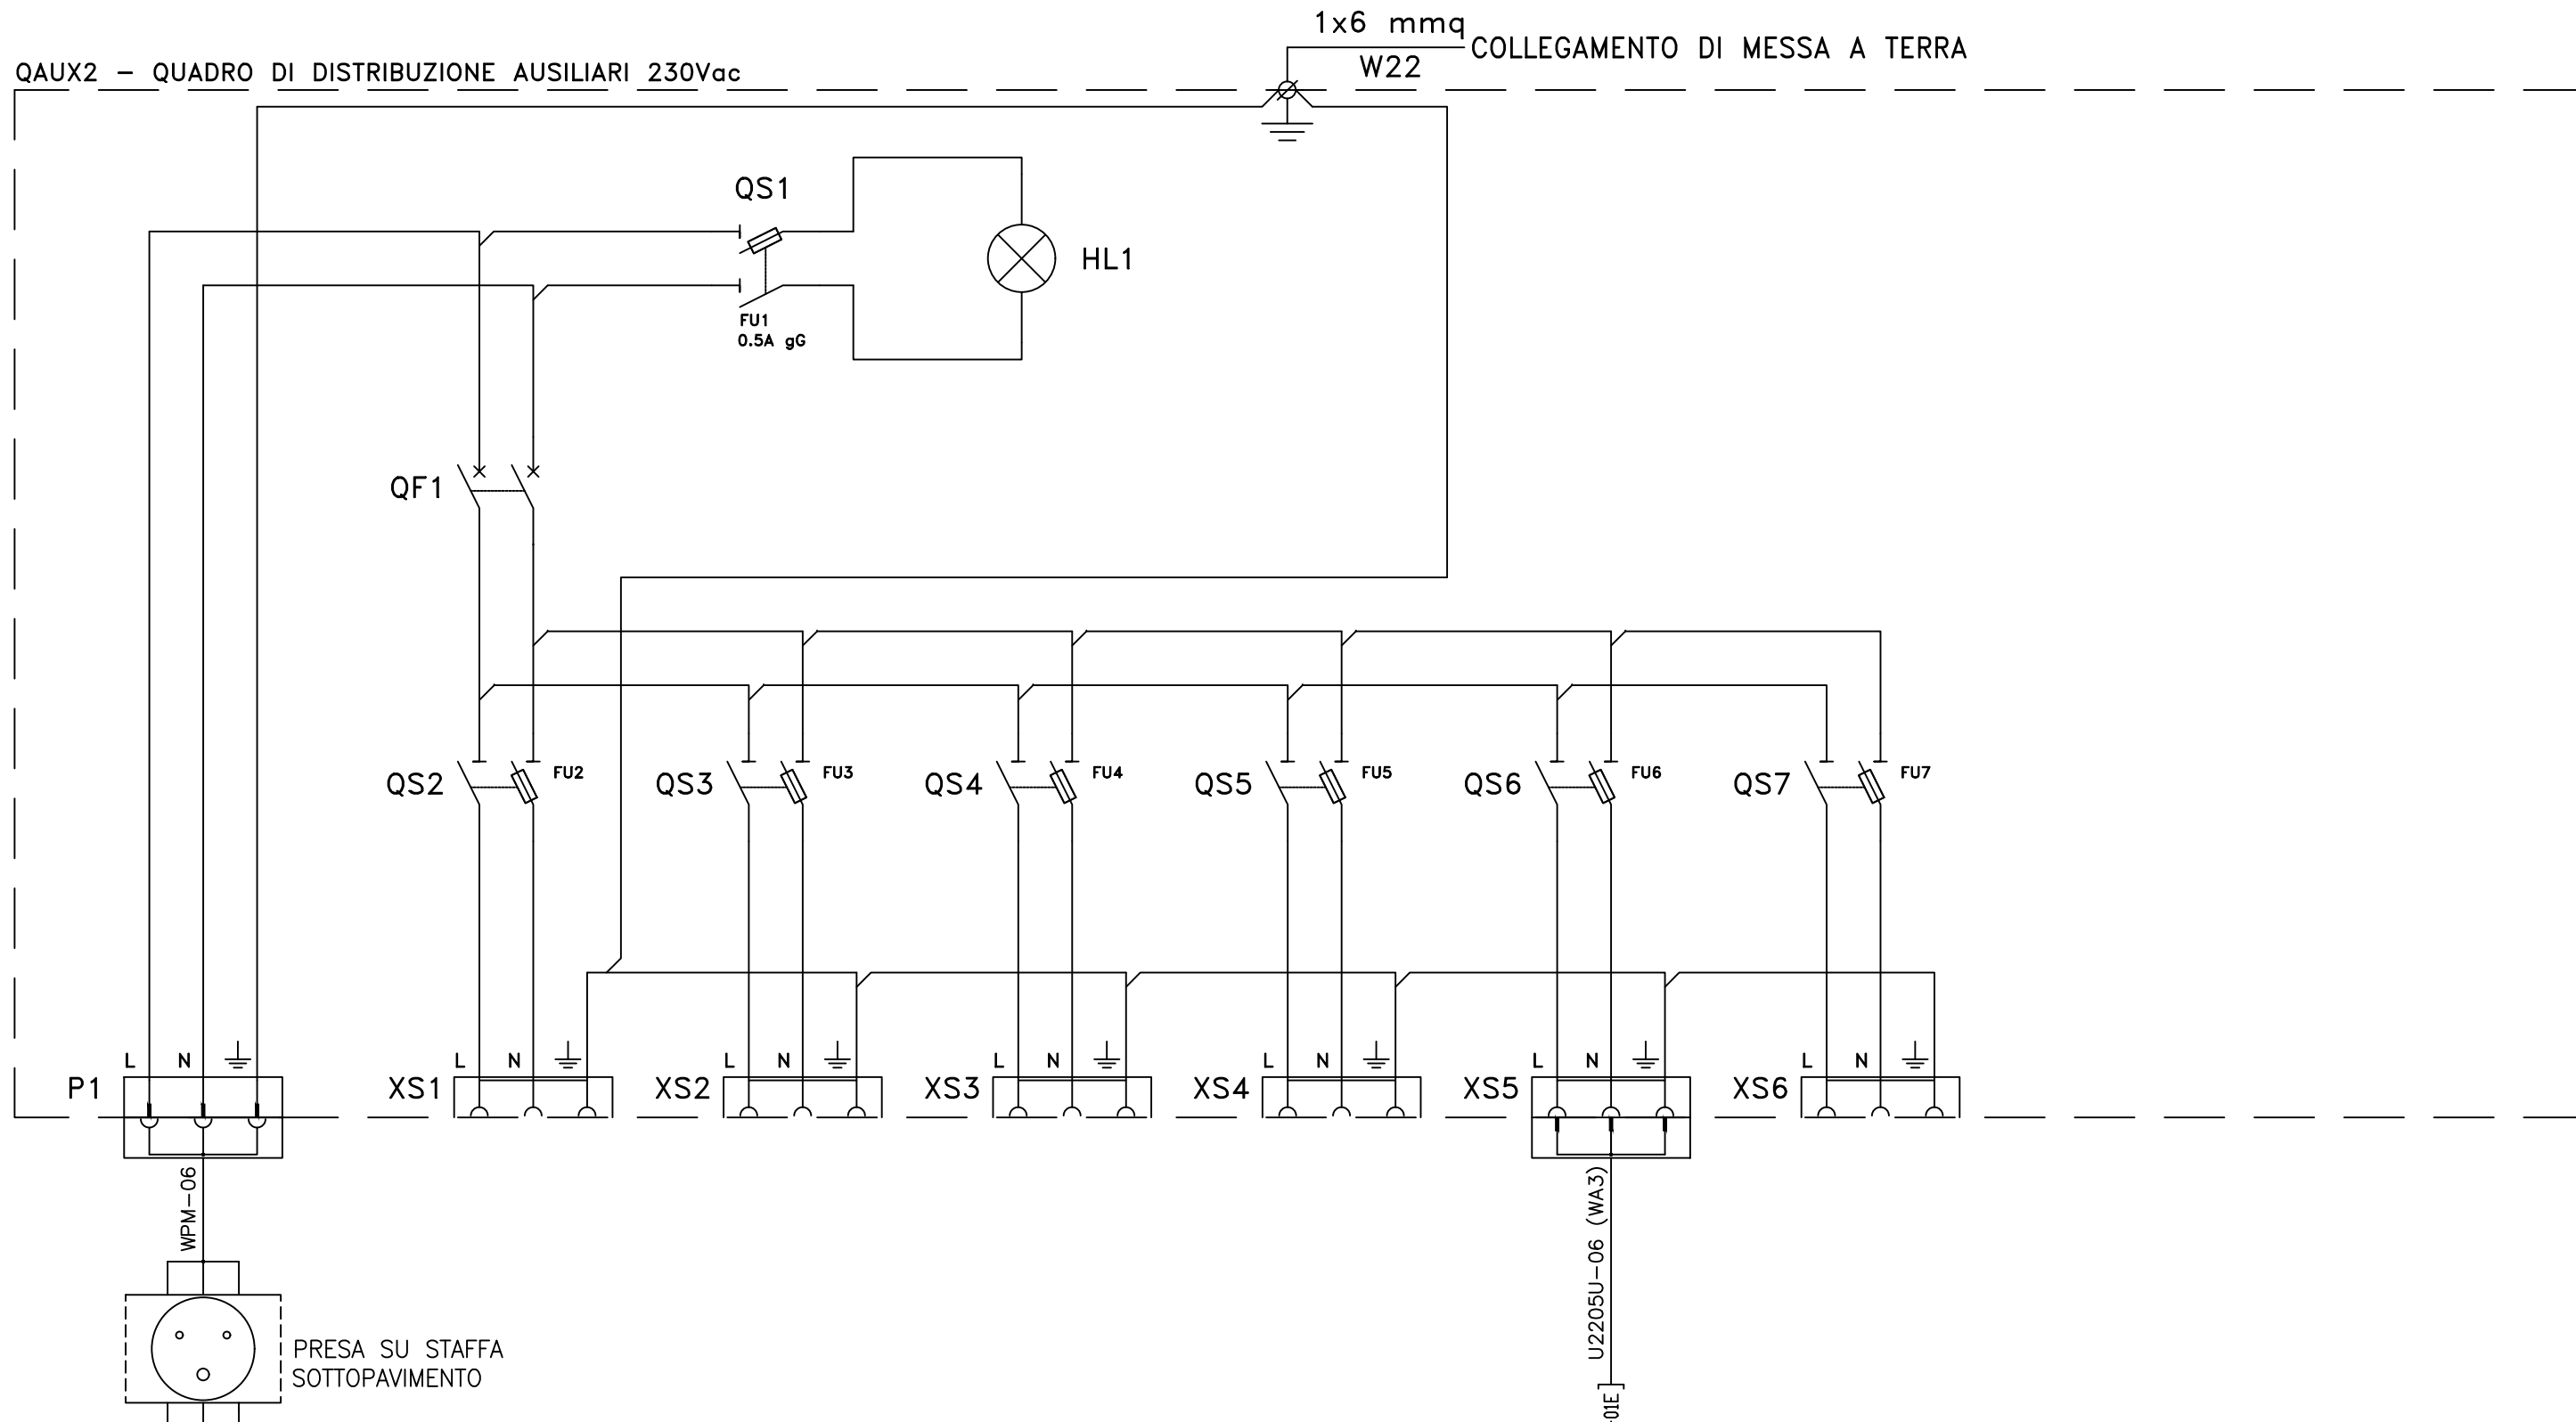 1x6 mmq
COLLEGAMENTO DI MESSA A TERRA
W22
QAUX2 – QUADRO DI DISTRIBUZIONE AUSILIARI 230Vac
QS1
HL1
FU1
0.5A gG
QF1
QS2
FU2
QS3
FU3
QS4
FU4
QS5
FU5
QS6
FU6
QS7
FU7
L N
L N
L N
L N
L N
L N
L N
P1
XS1
XS2
XS3
XS4
XS5
XS6
WPM-06
U2205U-06 (WA3)
PRESA SU STAFFA
SOTTOPAVIMENTO
01E